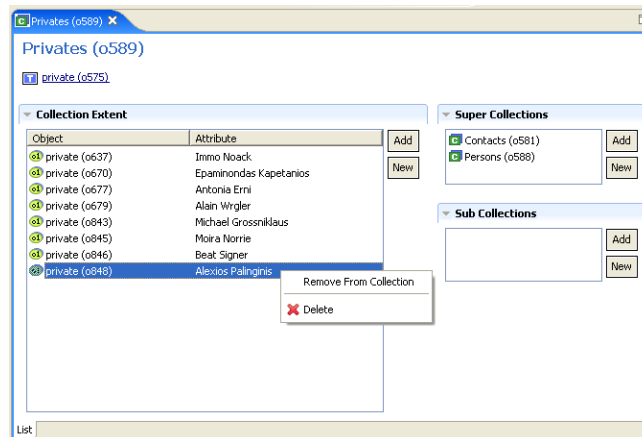 Privates (o589)
Privates (o589)
private (o575)
Collection Extent
Object Attribute
private (o637) Immo Noack
private (o670) Epaminondas Kapetanios
private (o677) Antonia Erni
private (o679) Alain Wrgler
private (o843) Michael Grossniklaus
private (o845) Moira Norrie
private (o846) Beat Signer
private (o848) Alexios Palinginis
Add
New
Remove From Collection
Delete
Super Collections
Contacts (o581)
Persons (o588)
Add
New
Sub Collections
Add
New
List